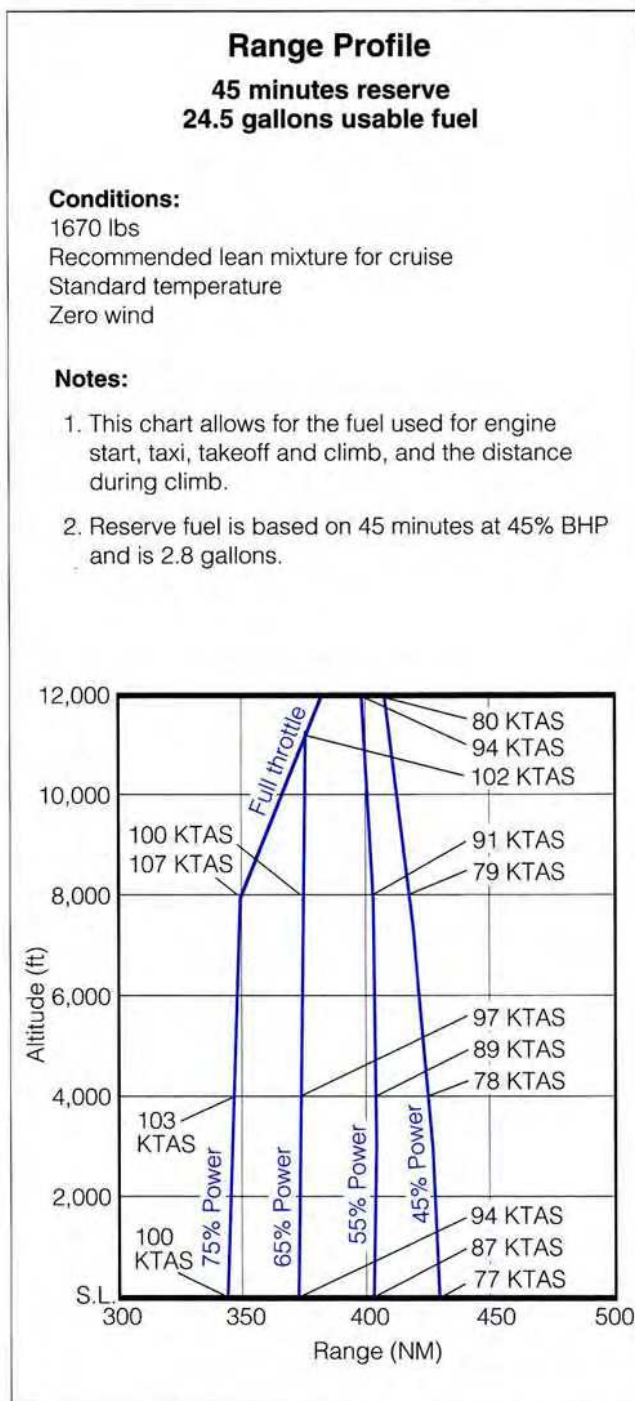 Range Profile
45 minutes reserve
24.5 gallons usable fuel
Conditions:
1670 lbs
Recommended lean mixture for cruise
Standard temperature
Zero wind
Notes:
1. This chart allows for the fuel used for engine
start, taxi, takeoff and climb, and the distance
during climb.
2. Reserve fuel is based on 45 minutes at 45% BHP
and is 2.8 gallons.
12,000
Full throttle
80 KTAS
94 KTAS
102 KTAS
10,000
100 KTAS
107 KTAS
91 KTAS
79 KTAS
8,000
Altitude (ft)
6,000
97 KTAS
89 KTAS
78 KTAS
4,000
103
KTAS
75% Power
65% Power
55% Power
45% Power
2,000
100
KTAS
94 KTAS
87 KTAS
77 KTAS
S.L.
300
350
400
450
500
Range (NM)